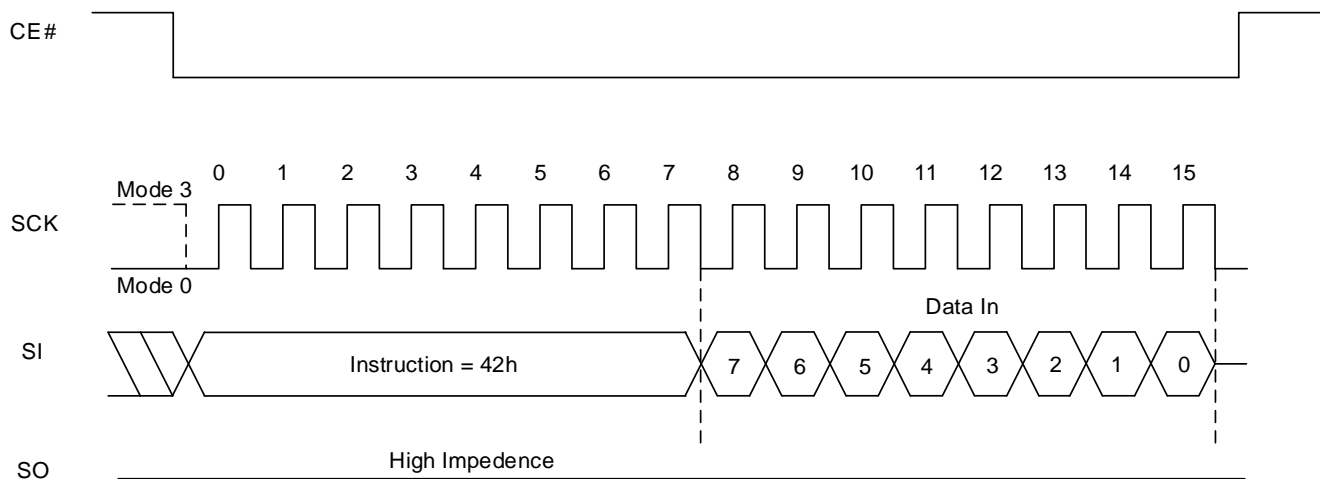 CE#
0 1 2 3 4 5 6 7 8 9 10 11 12 13 14 15
Mode 3
SCK
Mode 0
Data In
SI
Instruction = 42h
7 6 5 4 3 2 1 0
High Impedence
SO